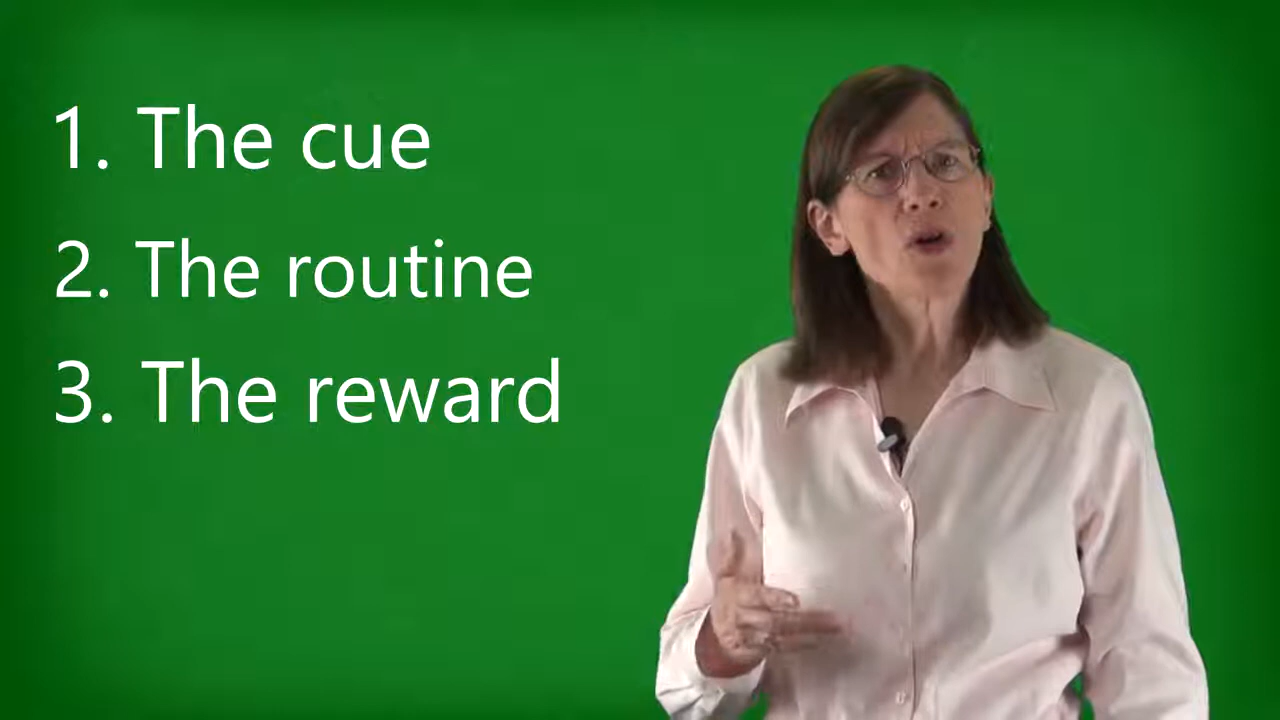 1. The cue
2. The routine
3. The reward